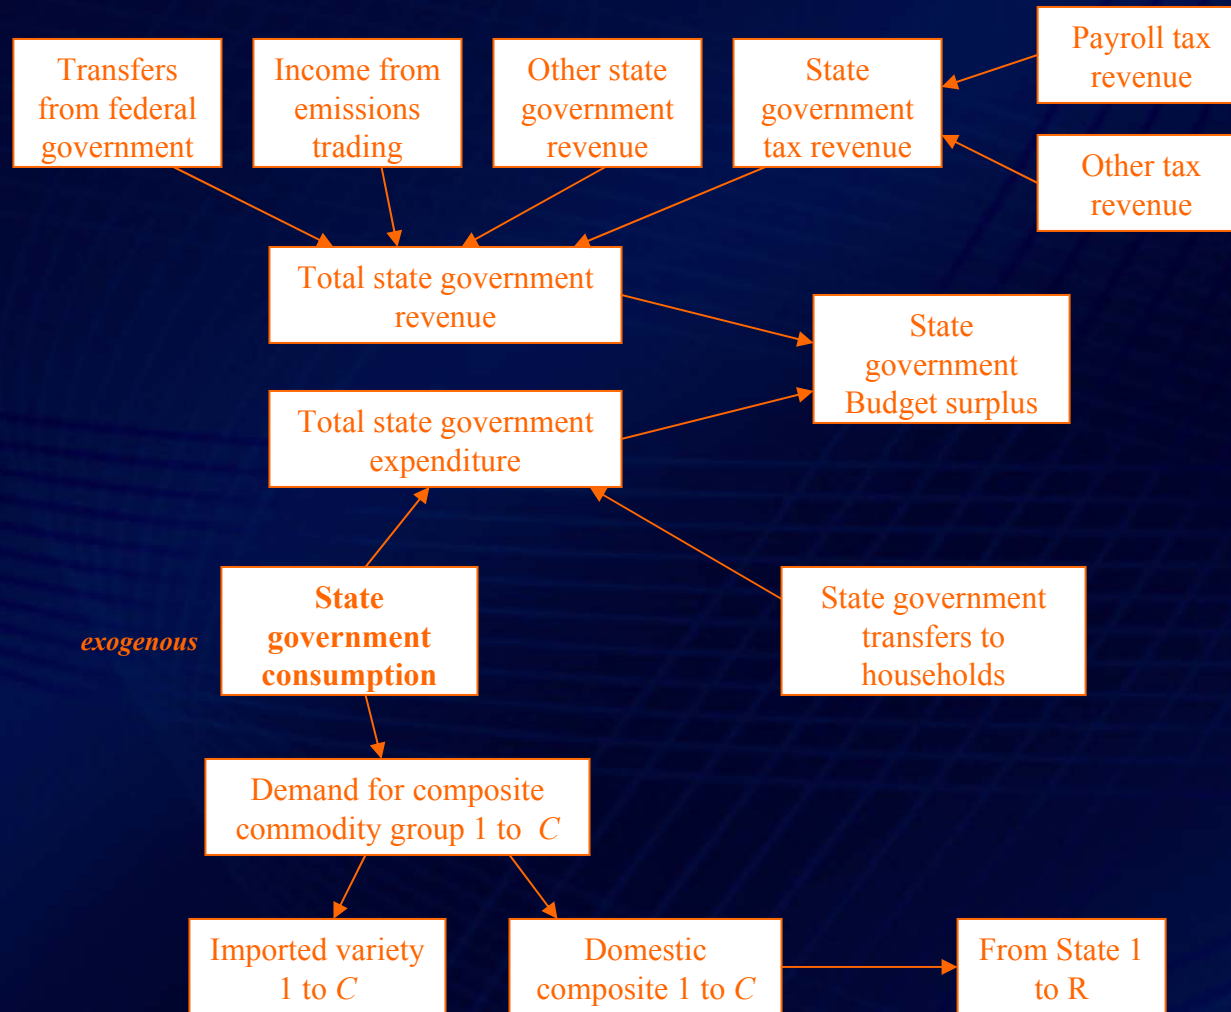 Transfers
from federal
government
Income from
emissions
trading
Other state
government
revenue
State
government
tax revenue
Payroll tax
revenue
Other tax
revenue
Total state government
revenue
State
government
Budget surplus
Total state government
expenditure
exogenous
State
government
consumption
State government
transfers to
households
Demand for composite
commodity group 1 to C
Imported variety
1 to C
Domestic
composite 1 to C
From State 1
to R